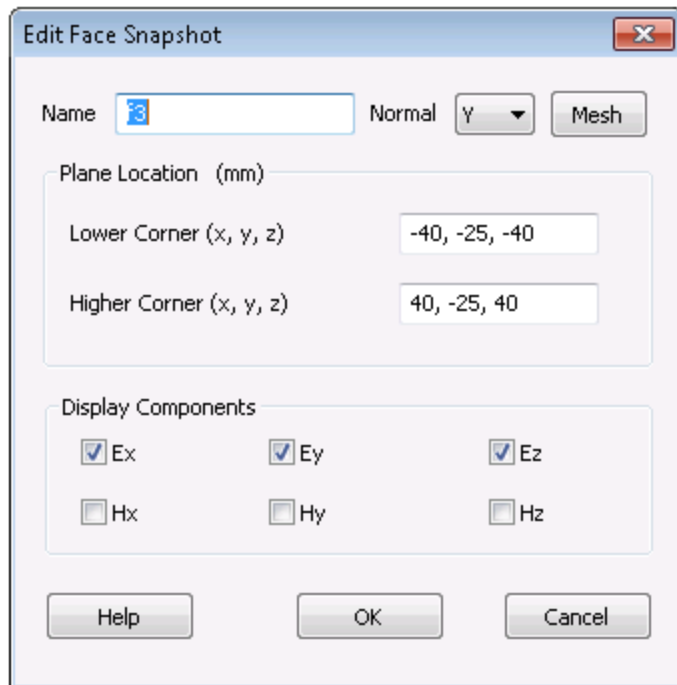 Edit Face Snapshot
Name f3 Normal Y Mesh
Plane Location (mm)
Lower Corner (x, y, z) -40, -25, -40
Higher Corner (x, y, z) 40, -25, 40
Display Components
Ex Ey Ez
Hx Hy Hz
Help OK Cancel